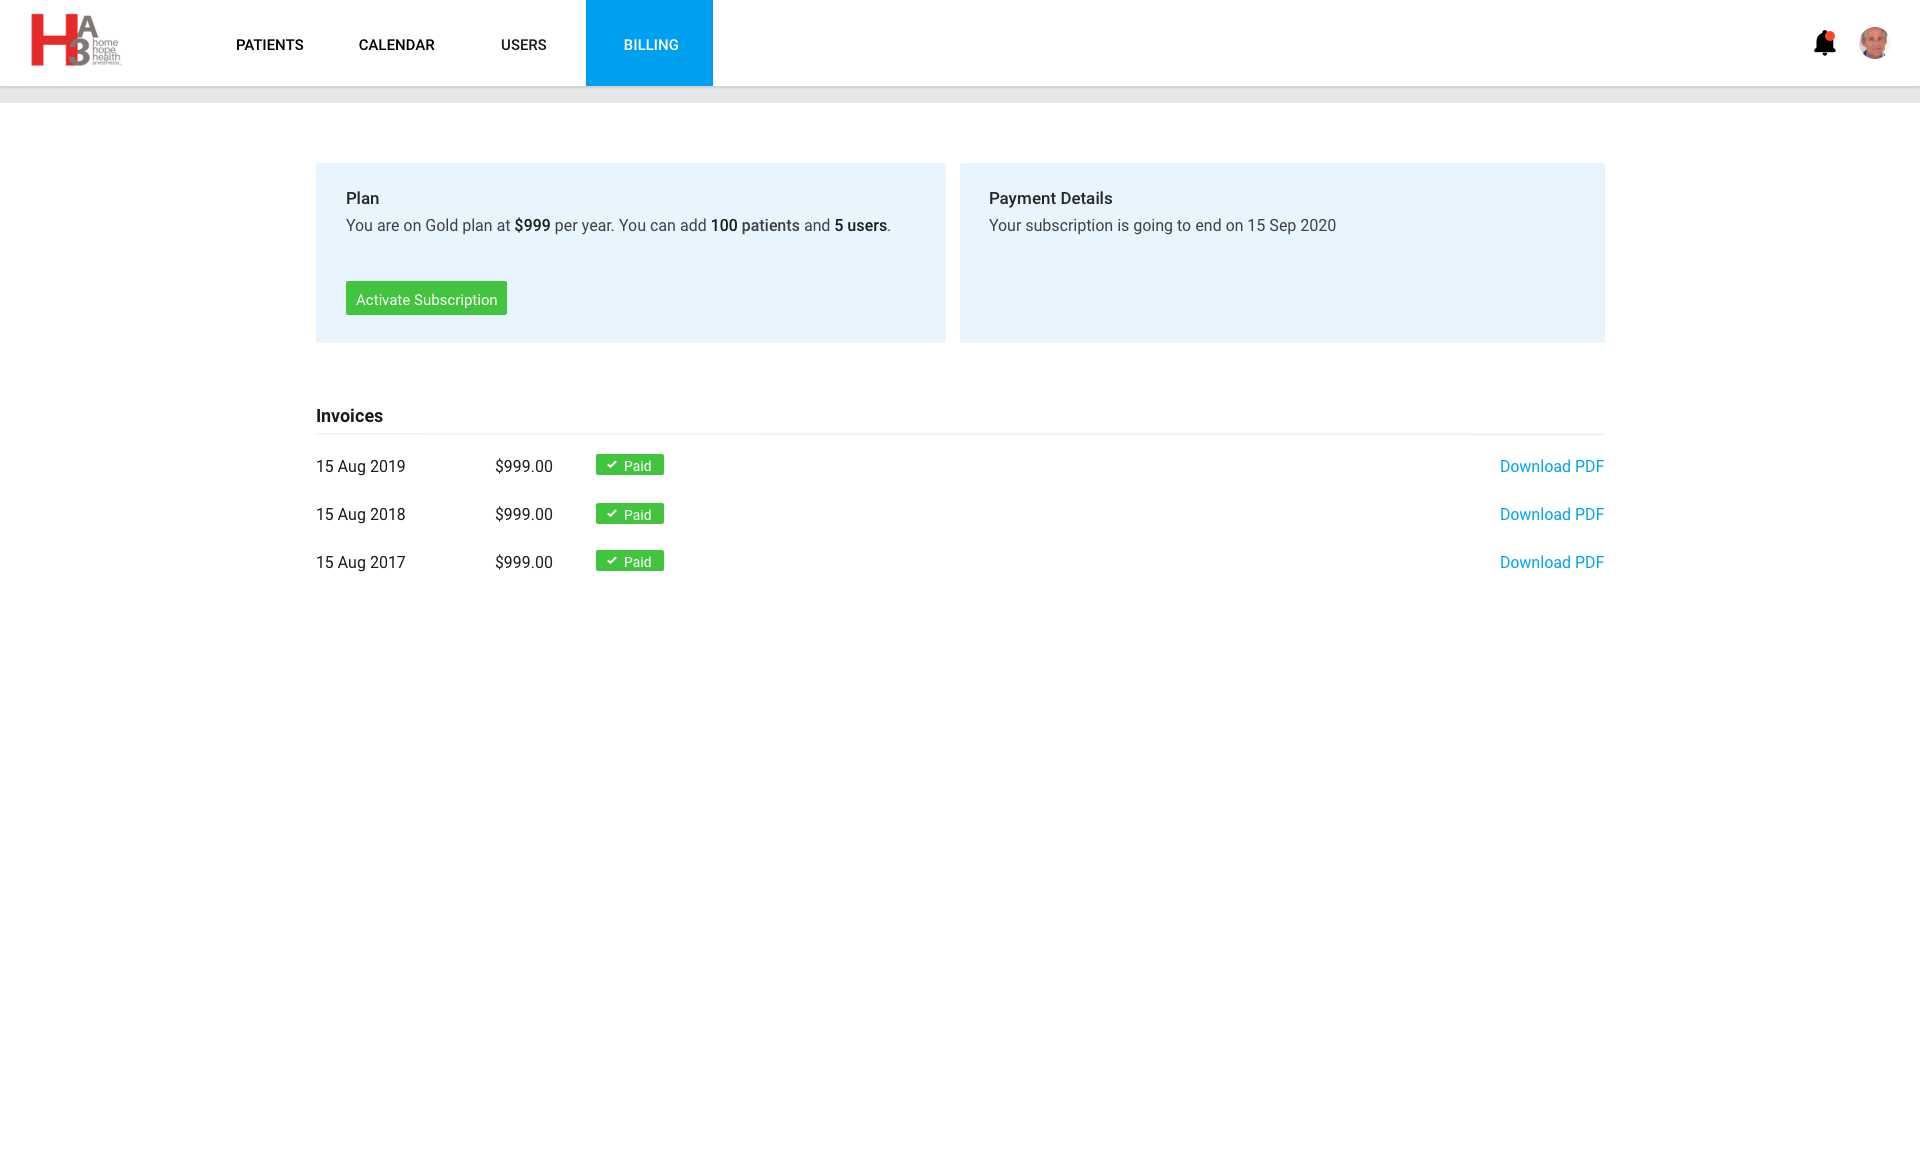 HA3 home hope health anesthesia.
PATIENTS CALENDAR USERS BILLING
Plan
You are on Gold plan at $999 per year. You can add 100 patients and 5 users.
Activate Subscription
Payment Details
Your subscription is going to end on 15 Sep 2020
Invoices
15 Aug 2019 $999.00 Paid Download PDF
15 Aug 2018 $999.00 Paid Download PDF
15 Aug 2017 $999.00 Paid Download PDF